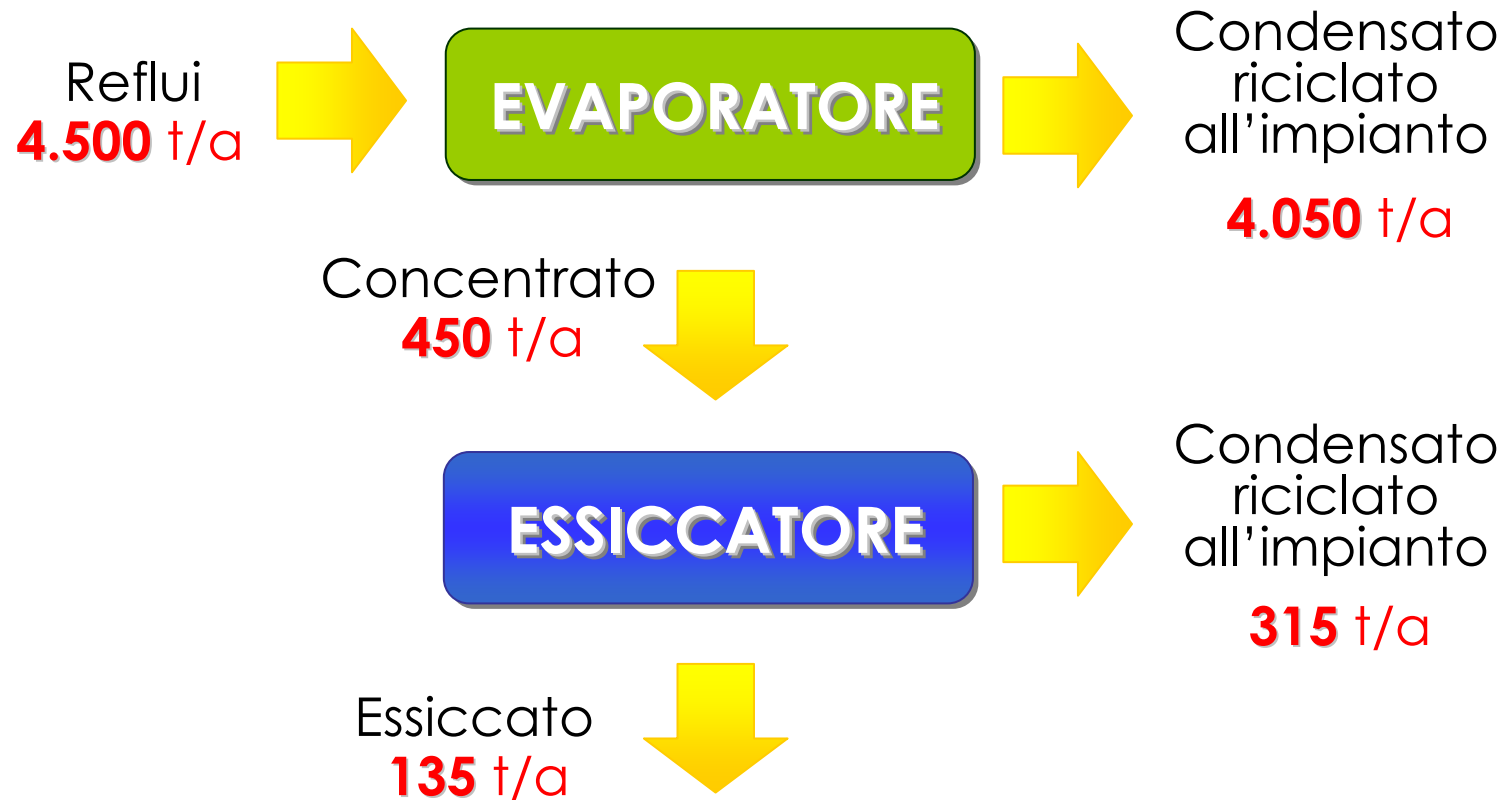 Reflui
4.500 t/a
EVAPORATORE
Condensato
riciclato
all'impianto
4.050 t/a
Concentrato
450 t/a
ESSICCATORE
Condensato
riciclato
all'impianto
315 t/a
Essiccato
135 t/a